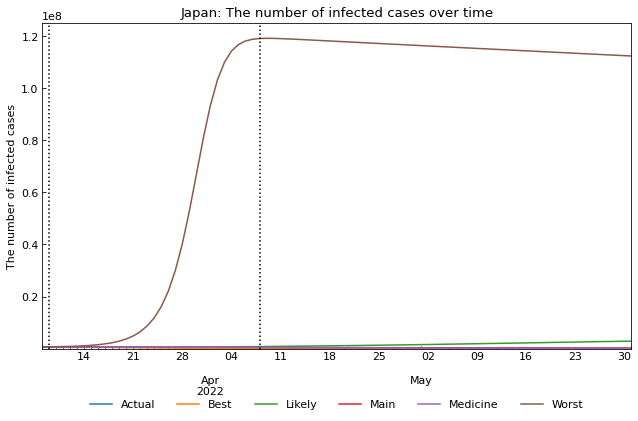 Japan: The number of infected cases over time
1e8
The number of infected cases
1.2
1.0
0.8
0.6
0.4
0.2
14 21 28 04 11 18 25 02 09 16 23 30
Apr May
2022
Actual Best Likely Main Medicine Worst